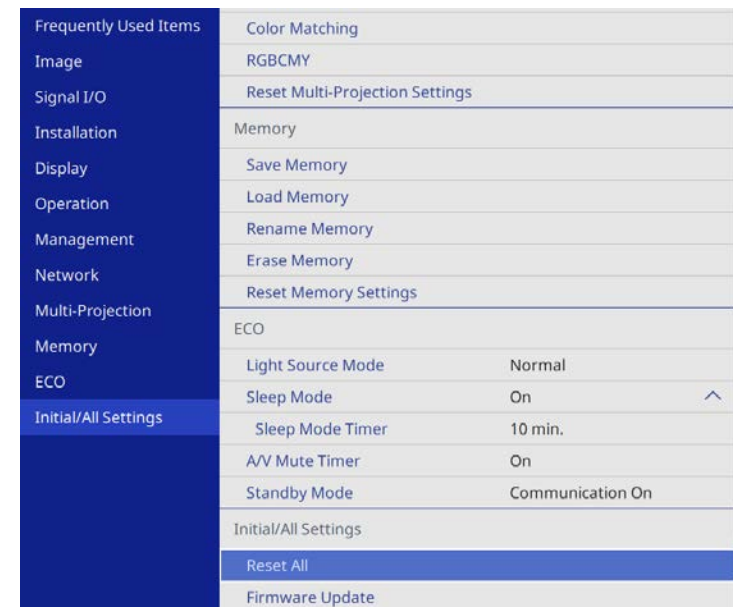 Frequently Used Items
Image
Signal I/O
Installation
Display
Operation
Management
Network
Multi-Projection
Memory
ECO
Initial/All Settings
Color Matching
RGBCMY
Reset Multi-Projection Settings
Memory
Save Memory
Load Memory
Rename Memory
Erase Memory
Reset Memory Settings
ECO
Light Source Mode Normal
Sleep Mode On
Sleep Mode Timer 10 min.
A/V Mute Timer On
Standby Mode Communication On
Initial/All Settings
Reset All
Firmware Update